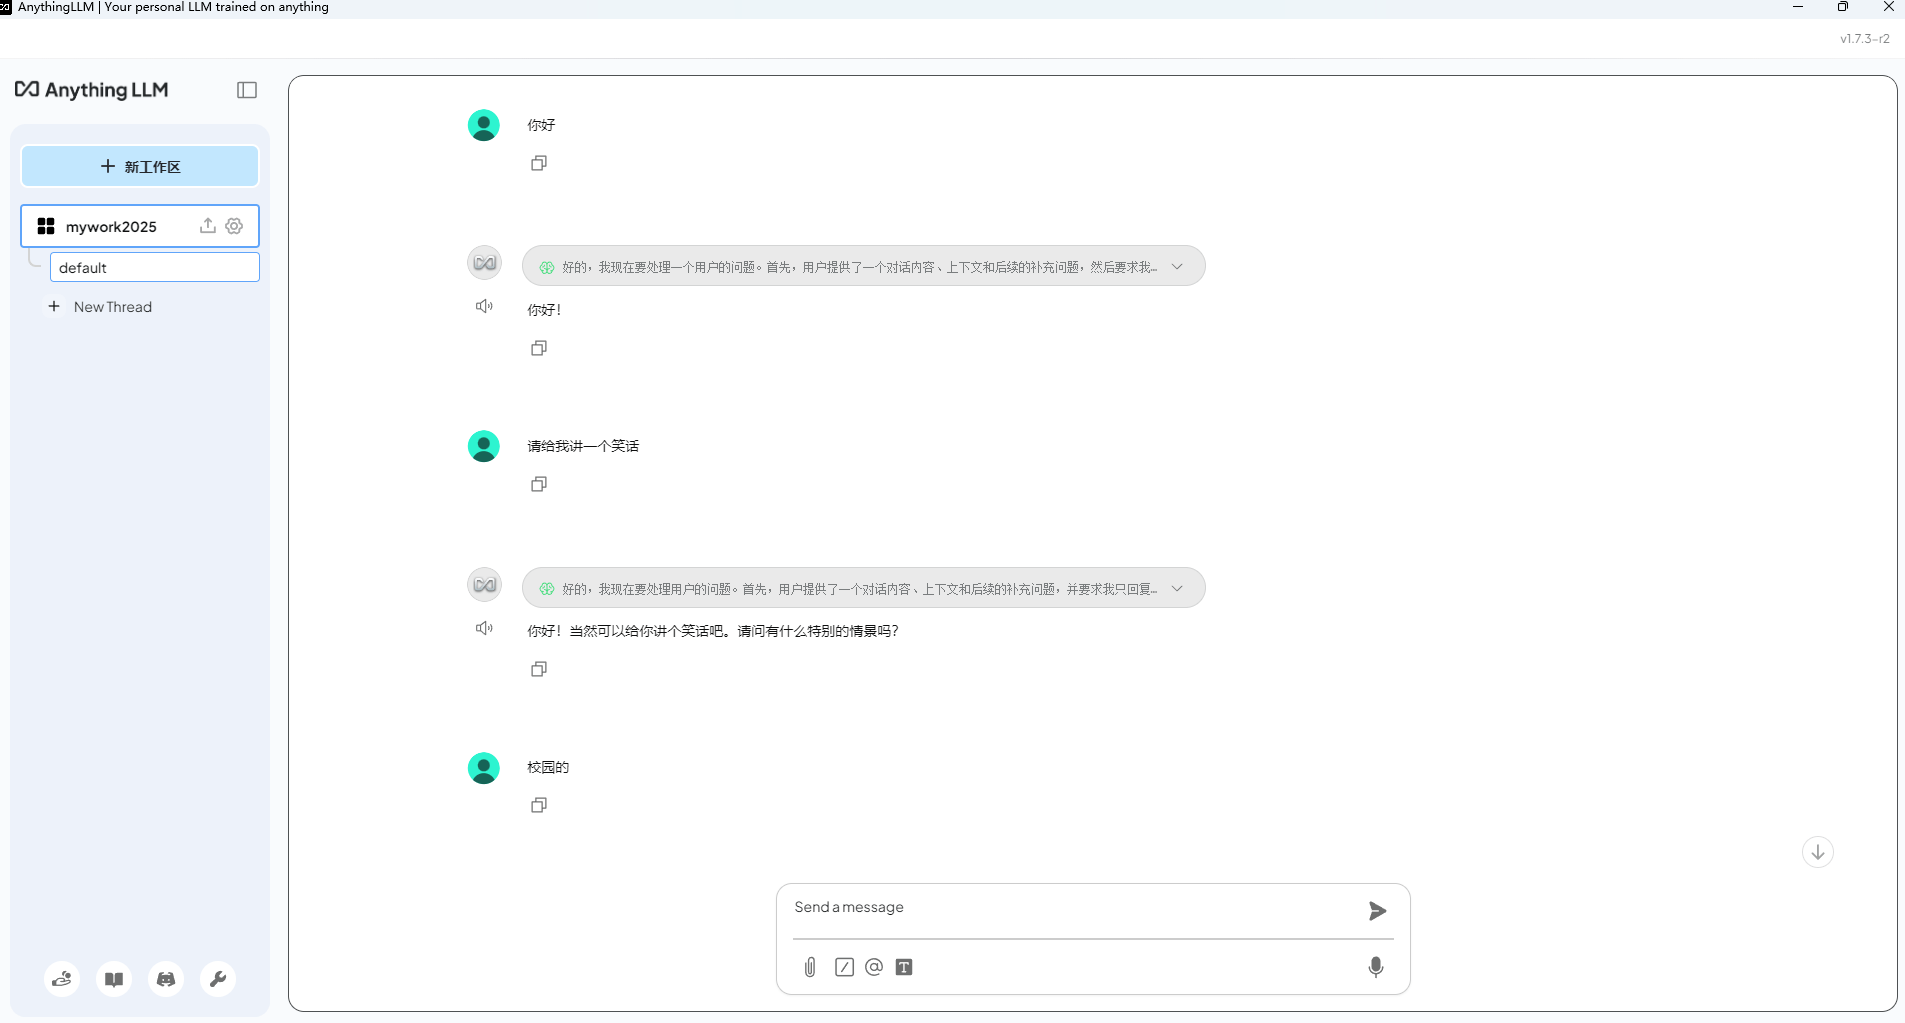 AnythingLLM | Your personal LLM trained on anything
v1.7.3-r2
Anything LLM
新工作区
mywork2025
default
New Thread
你好
好的，我现在要处理一个用户的问题。首先，用户提供了一个对话内容、上下文和后续的补充问题，然后要求我...
你好！
请给我讲一个笑话
好的，我现在要处理用户的问题。首先，用户提供了一个对话内容、上下文和后续的补充问题，并要求我只回复...
你好！当然可以给你讲个笑话吧。请问有什么特别的情景吗？
校园的
Send a message